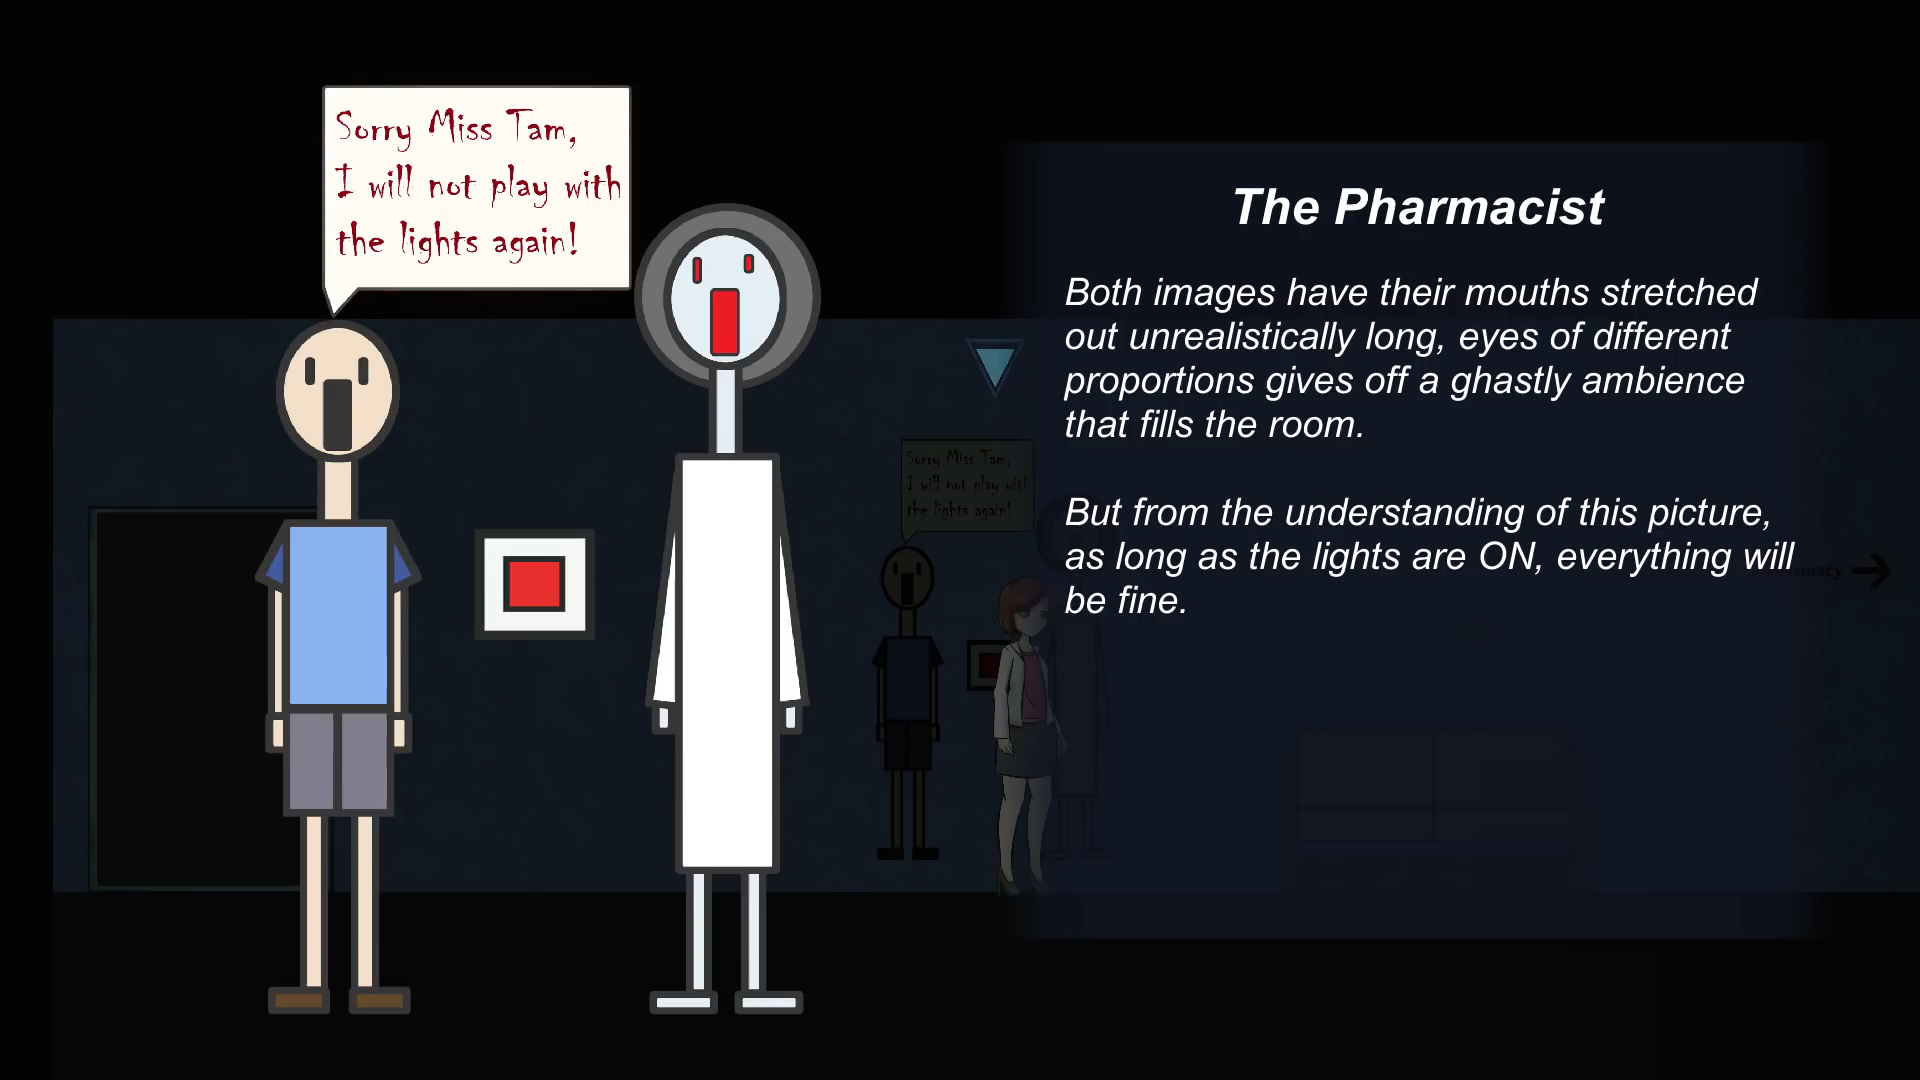 Sorry Miss Tam,
I will not play with
the lights again!
The Pharmacist
Both images have their mouths stretched
out unrealistically long, eyes of different
proportions gives off a ghastly ambience
that fills the room.
But from the understanding of this picture,
as long as the lights are ON, everything will
be fine.
Sorry Miss Tam,
I will not play with
the lights again!